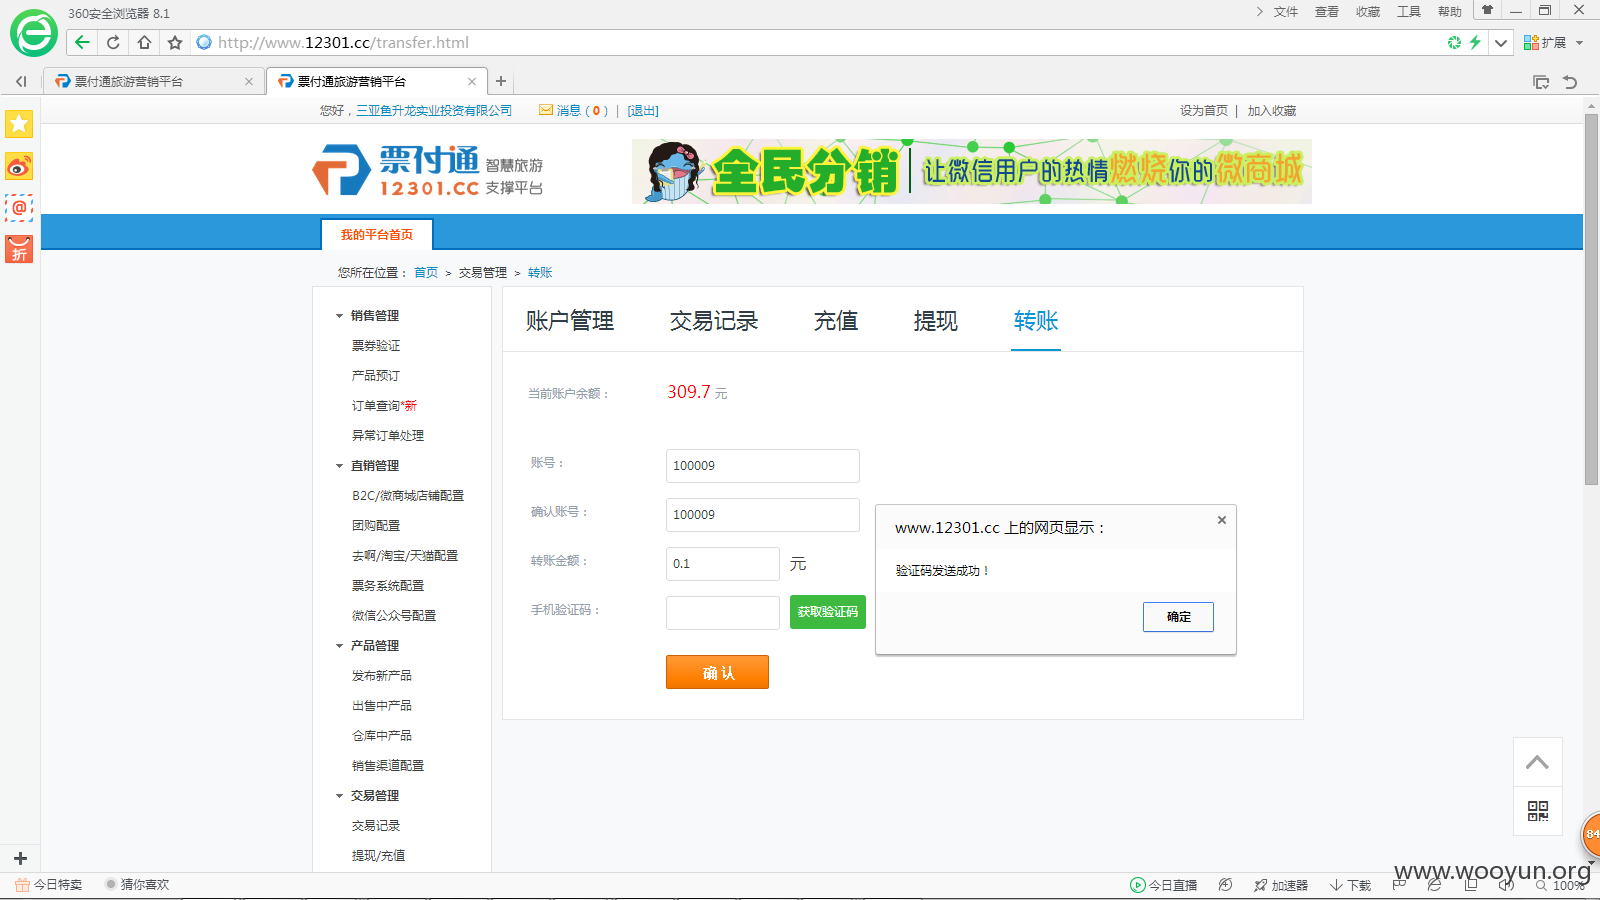 360安全浏览器 8.1
文件 查看 收藏 工具 帮助
http://www.12301.cc/transfer.html
扩展
票付通旅游营销平台
票付通旅游营销平台
您好，三亚鱼升龙实业投资有限公司 消息 ( 0 ) | [退出]
设为首页 | 加入收藏
票付通 智慧旅游
12301.CC 支撑平台
全民分销 让微信用户的热情燃烧你的微商城
@
折
我的平台首页
您所在位置： 首页 > 交易管理 > 转账
销售管理
票券验证
产品预订
订单查询*新
异常订单处理
直销管理
B2C/微商城店铺配置
团购配置
去啊/淘宝/天猫配置
票务系统配置
微信公众号配置
产品管理
发布新产品
出售中产品
仓库中产品
销售渠道配置
交易管理
交易记录
提现/充值
账户管理 交易记录 充值 提现 转账
当前账户余额： 309.7 元
账号： 100009
确认账号： 100009
转账金额： 0.1 元
手机验证码： 获取验证码
确 认
www.12301.cc 上的网页显示：
验证码发送成功！
确定
84
www.wooyun.org
今日特卖 猜你喜欢
今日直播 加速器 下载 100%